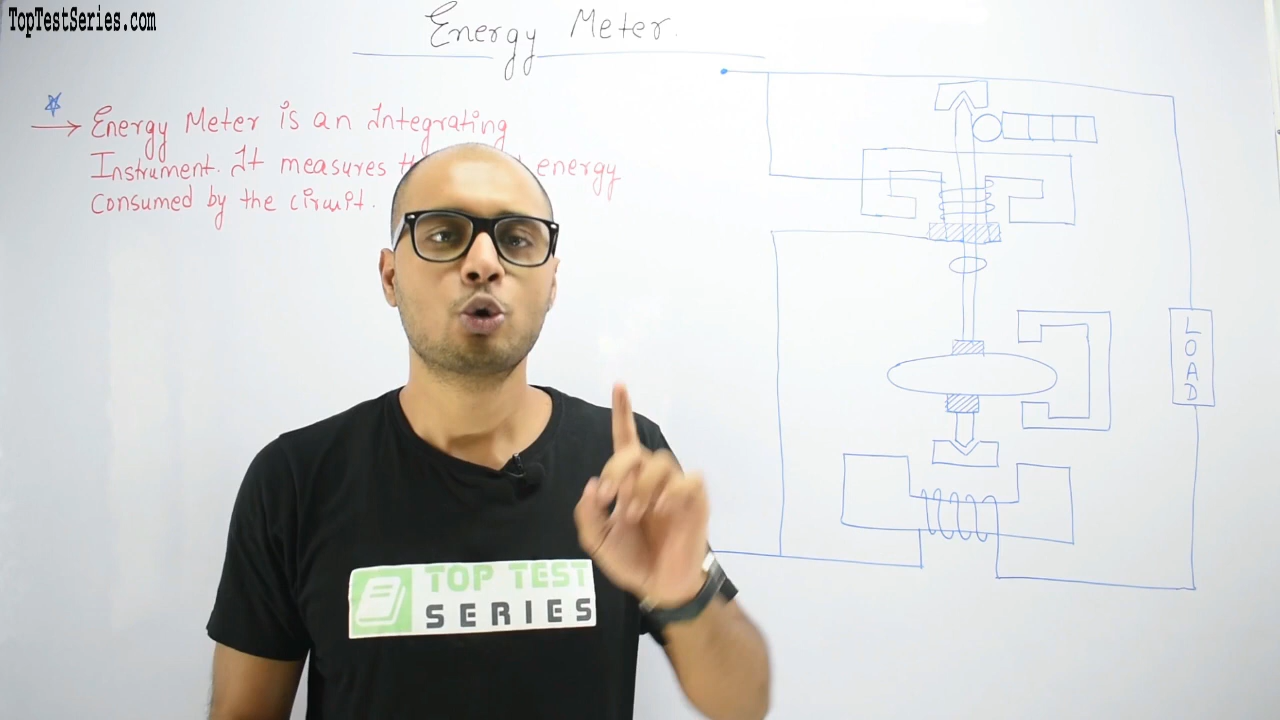 TopTestSeries.com
Energy Meter.
Energy Meter is an Integrating
Instrument. It measures energy
consumed by the circuit.
LOAD
TOP TEST
SERIES